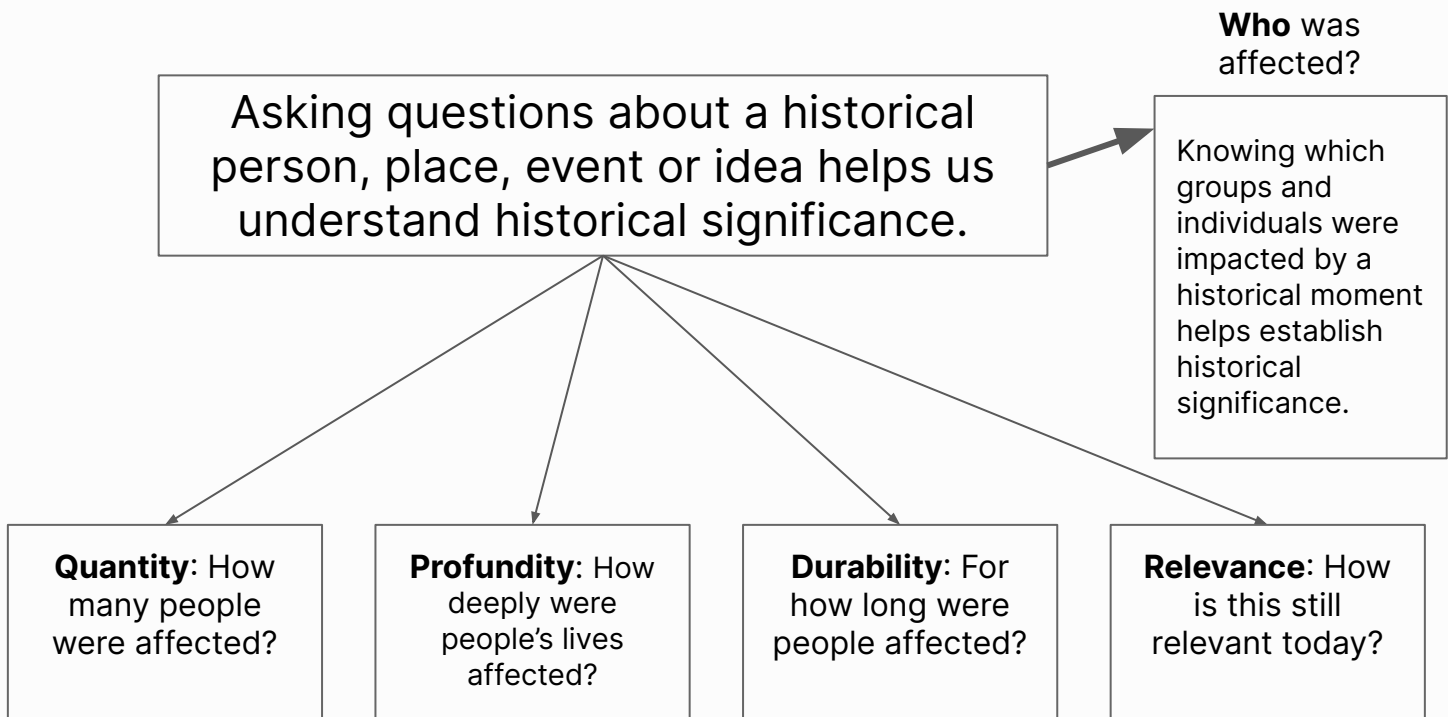 Who was
affected?
Asking questions about a historical
person, place, event or idea helps us
understand historical significance.
Knowing which
groups and
individuals were
impacted by a
historical moment
helps establish
historical
significance.
Quantity: How
many people
were affected?
Profundity: How
deeply were
people’s lives
affected?
Durability: For
how long were
people affected?
Relevance: How
is this still
relevant today?